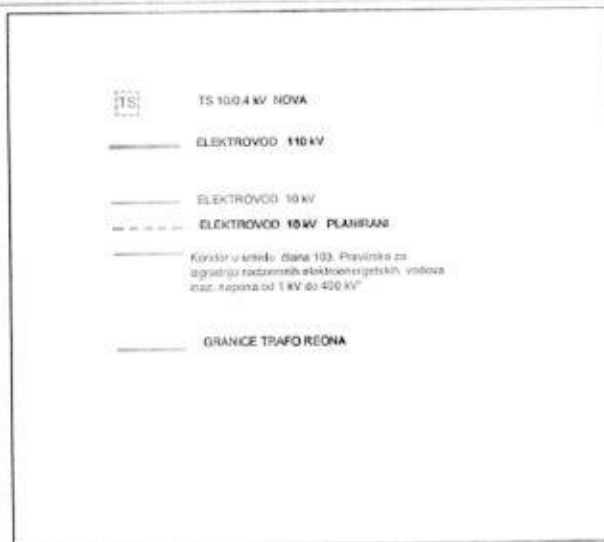 TS
TS 10/0.4 kV NOVA
ELEKTROVOD 110 kV
ELEKTROVOD 10 kV
ELEKTROVOD 10 kV PLANIRANI
Koridor u smislu člana 103. Pravilnika za
izgradnju nadzemnih elektroenergetskih vodova
naz. napona od 1 kV do 400 kV"
GRANICE TRAFO REONA